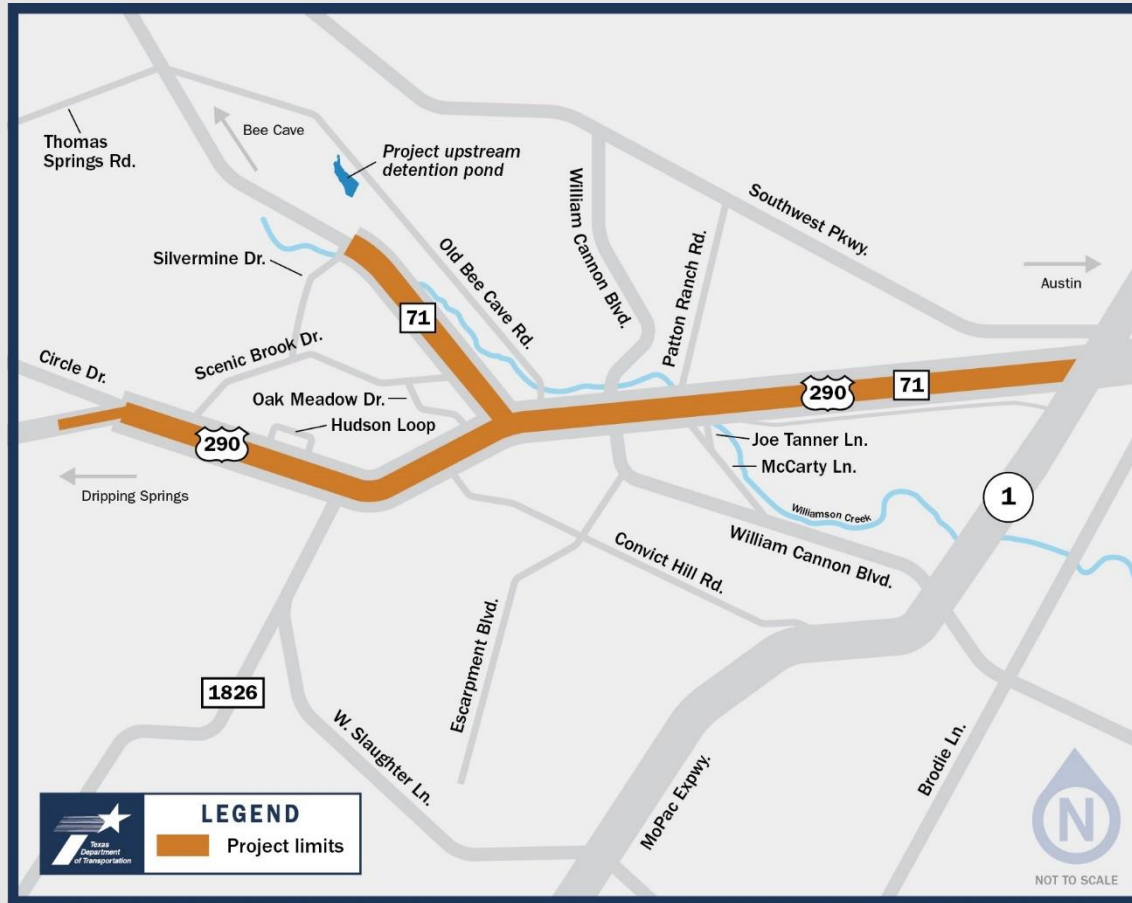 Thomas
Springs Rd.
Bee Cave
Project upstream
detention pond
William Cannon Blvd.
Southwest Pkwy.
Patton Ranch Rd.
Old Bee Cave Rd.
Austin
Silvermine Dr.
71
Scenic Brook Dr.
Circle Dr.
Oak Meadow Dr.
Hudson Loop
290
290
71
Joe Tanner Ln.
McCarty Ln.
Dripping Springs
Williamson Creek
1
William Cannon Blvd.
Convict Hill Rd.
Escarpment Blvd.
1826
W. Slaughter Ln.
MoPac Expwy.
Brodie Ln.
Texas
Department
of Transportation
LEGEND
Project limits
N
NOT TO SCALE